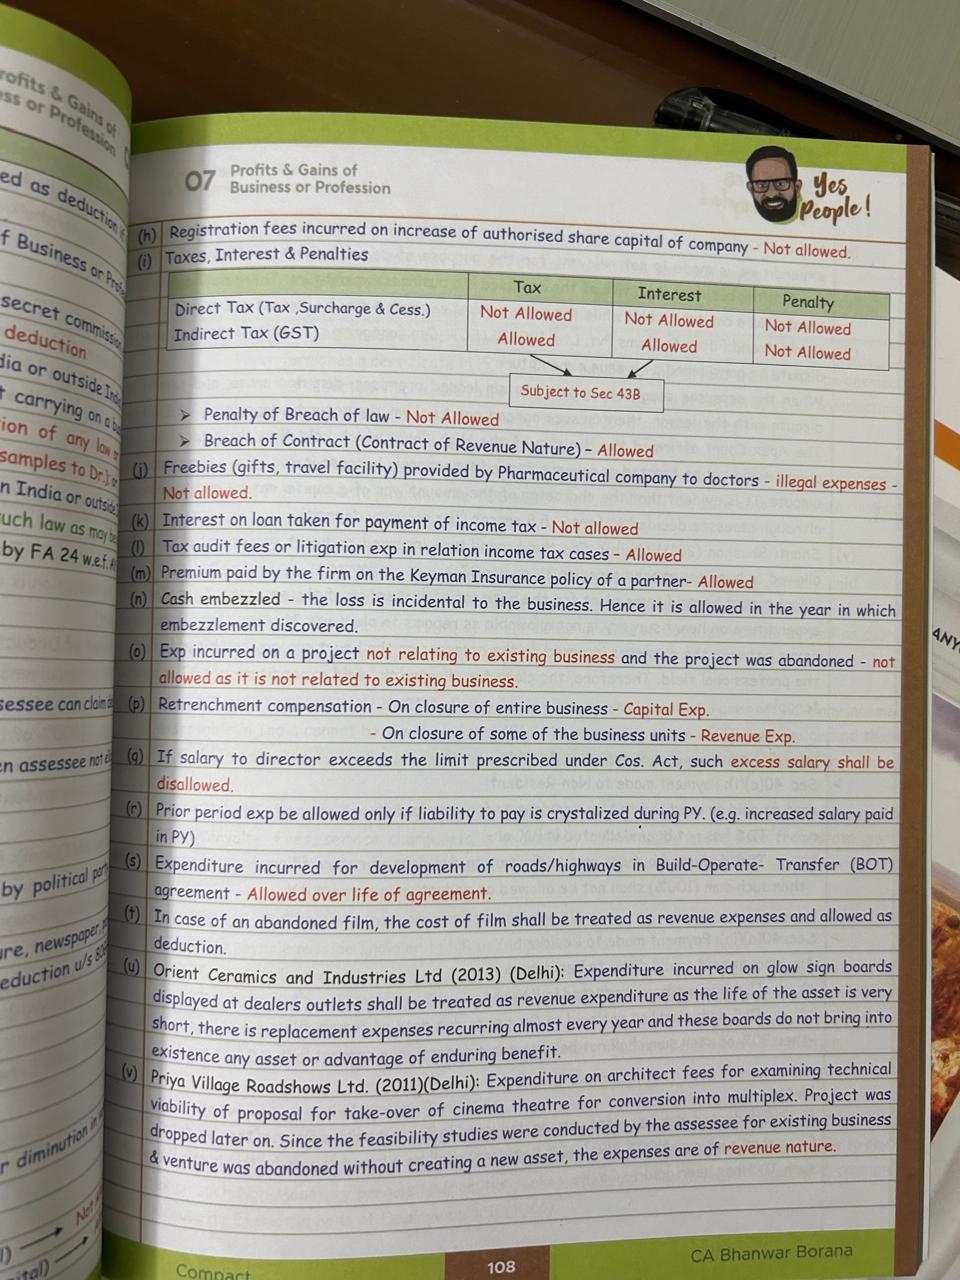 rofits & Gains of
ess or Profession
ed as deduction
f Business or Prof
secret commission
deduction
dia or outside Ind
t carrying on a b
ion of any law o
samples to Dr.)
n India or outside
uch law as may be
by FA 24 w.e.f.
sessee can claim
en assessee not
by political part
ure, newspaper,
eduction u/s 80
r diminution in
Not
07 Profits & Gains of
Business or Profession
Yes
People!
(h) Registration fees incurred on increase of authorised share capital of company - Not allowed.
(i) Taxes, Interest & Penalties
Tax Interest Penalty
Direct Tax (Tax ,Surcharge & Cess.) Not Allowed Not Allowed Not Allowed
Indirect Tax (GST) Allowed Allowed Not Allowed
Subject to Sec 43B
➢ Penalty of Breach of law - Not Allowed
➢ Breach of Contract (Contract of Revenue Nature) - Allowed
(j) Freebies (gifts, travel facility) provided by Pharmaceutical company to doctors - illegal expenses -
Not allowed.
(k) Interest on loan taken for payment of income tax - Not allowed
(l) Tax audit fees or litigation exp in relation income tax cases - Allowed
(m) Premium paid by the firm on the Keyman Insurance policy of a partner- Allowed
(n) Cash embezzled - the loss is incidental to the business. Hence it is allowed in the year in which
embezzlement discovered.
(o) Exp incurred on a project not relating to existing business and the project was abandoned - not
allowed as it is not related to existing business.
(p) Retrenchment compensation - On closure of entire business - Capital Exp.
- On closure of some of the business units - Revenue Exp.
(q) If salary to director exceeds the limit prescribed under Cos. Act, such excess salary shall be
disallowed.
(r) Prior period exp be allowed only if liability to pay is crystalized during PY. (e.g. increased salary paid
in PY)
(s) Expenditure incurred for development of roads/highways in Build-Operate- Transfer (BOT)
agreement - Allowed over life of agreement.
(t) In case of an abandoned film, the cost of film shall be treated as revenue expenses and allowed as
deduction.
(u) Orient Ceramics and Industries Ltd (2013) (Delhi): Expenditure incurred on glow sign boards
displayed at dealers outlets shall be treated as revenue expenditure as the life of the asset is very
short, there is replacement expenses recurring almost every year and these boards do not bring into
existence any asset or advantage of enduring benefit.
(v) Priya Village Roadshows Ltd. (2011)(Delhi): Expenditure on architect fees for examining technical
viability of proposal for take-over of cinema theatre for conversion into multiplex. Project was
dropped later on. Since the feasibility studies were conducted by the assessee for existing business
& venture was abandoned without creating a new asset, the expenses are of revenue nature.
Compact 108 CA Bhanwar Borana
ANY